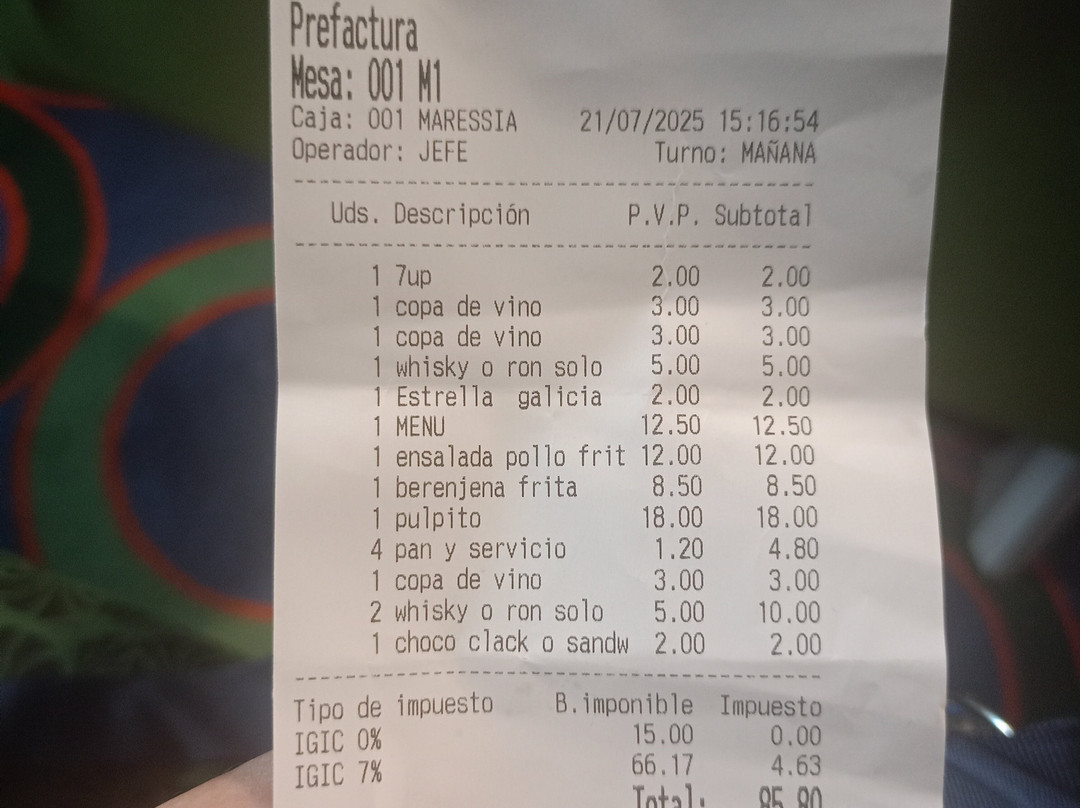 Prefactura
Mesa: 001 M1
Caja: 001 MARESSIA 21/07/2025 15:16:54
Operador: JEFE Turno: MAÑANA
Uds. Descripción P.V.P. Subtotal
1 7up 2.00 2.00
1 copa de vino 3.00 3.00
1 copa de vino 3.00 3.00
1 whisky o ron solo 5.00 5.00
1 Estrella galicia 2.00 2.00
1 MENU 12.50 12.50
1 ensalada pollo frit 12.00 12.00
1 berenjena frita 8.50 8.50
1 pulpito 18.00 18.00
4 pan y servicio 1.20 4.80
1 copa de vino 3.00 3.00
2 whisky o ron solo 5.00 10.00
1 choco clack o sandw 2.00 2.00
Tipo de impuesto B.imponible Impuesto
IGIC 0% 15.00 0.00
IGIC 7% 66.17 4.63
Total: 85.80